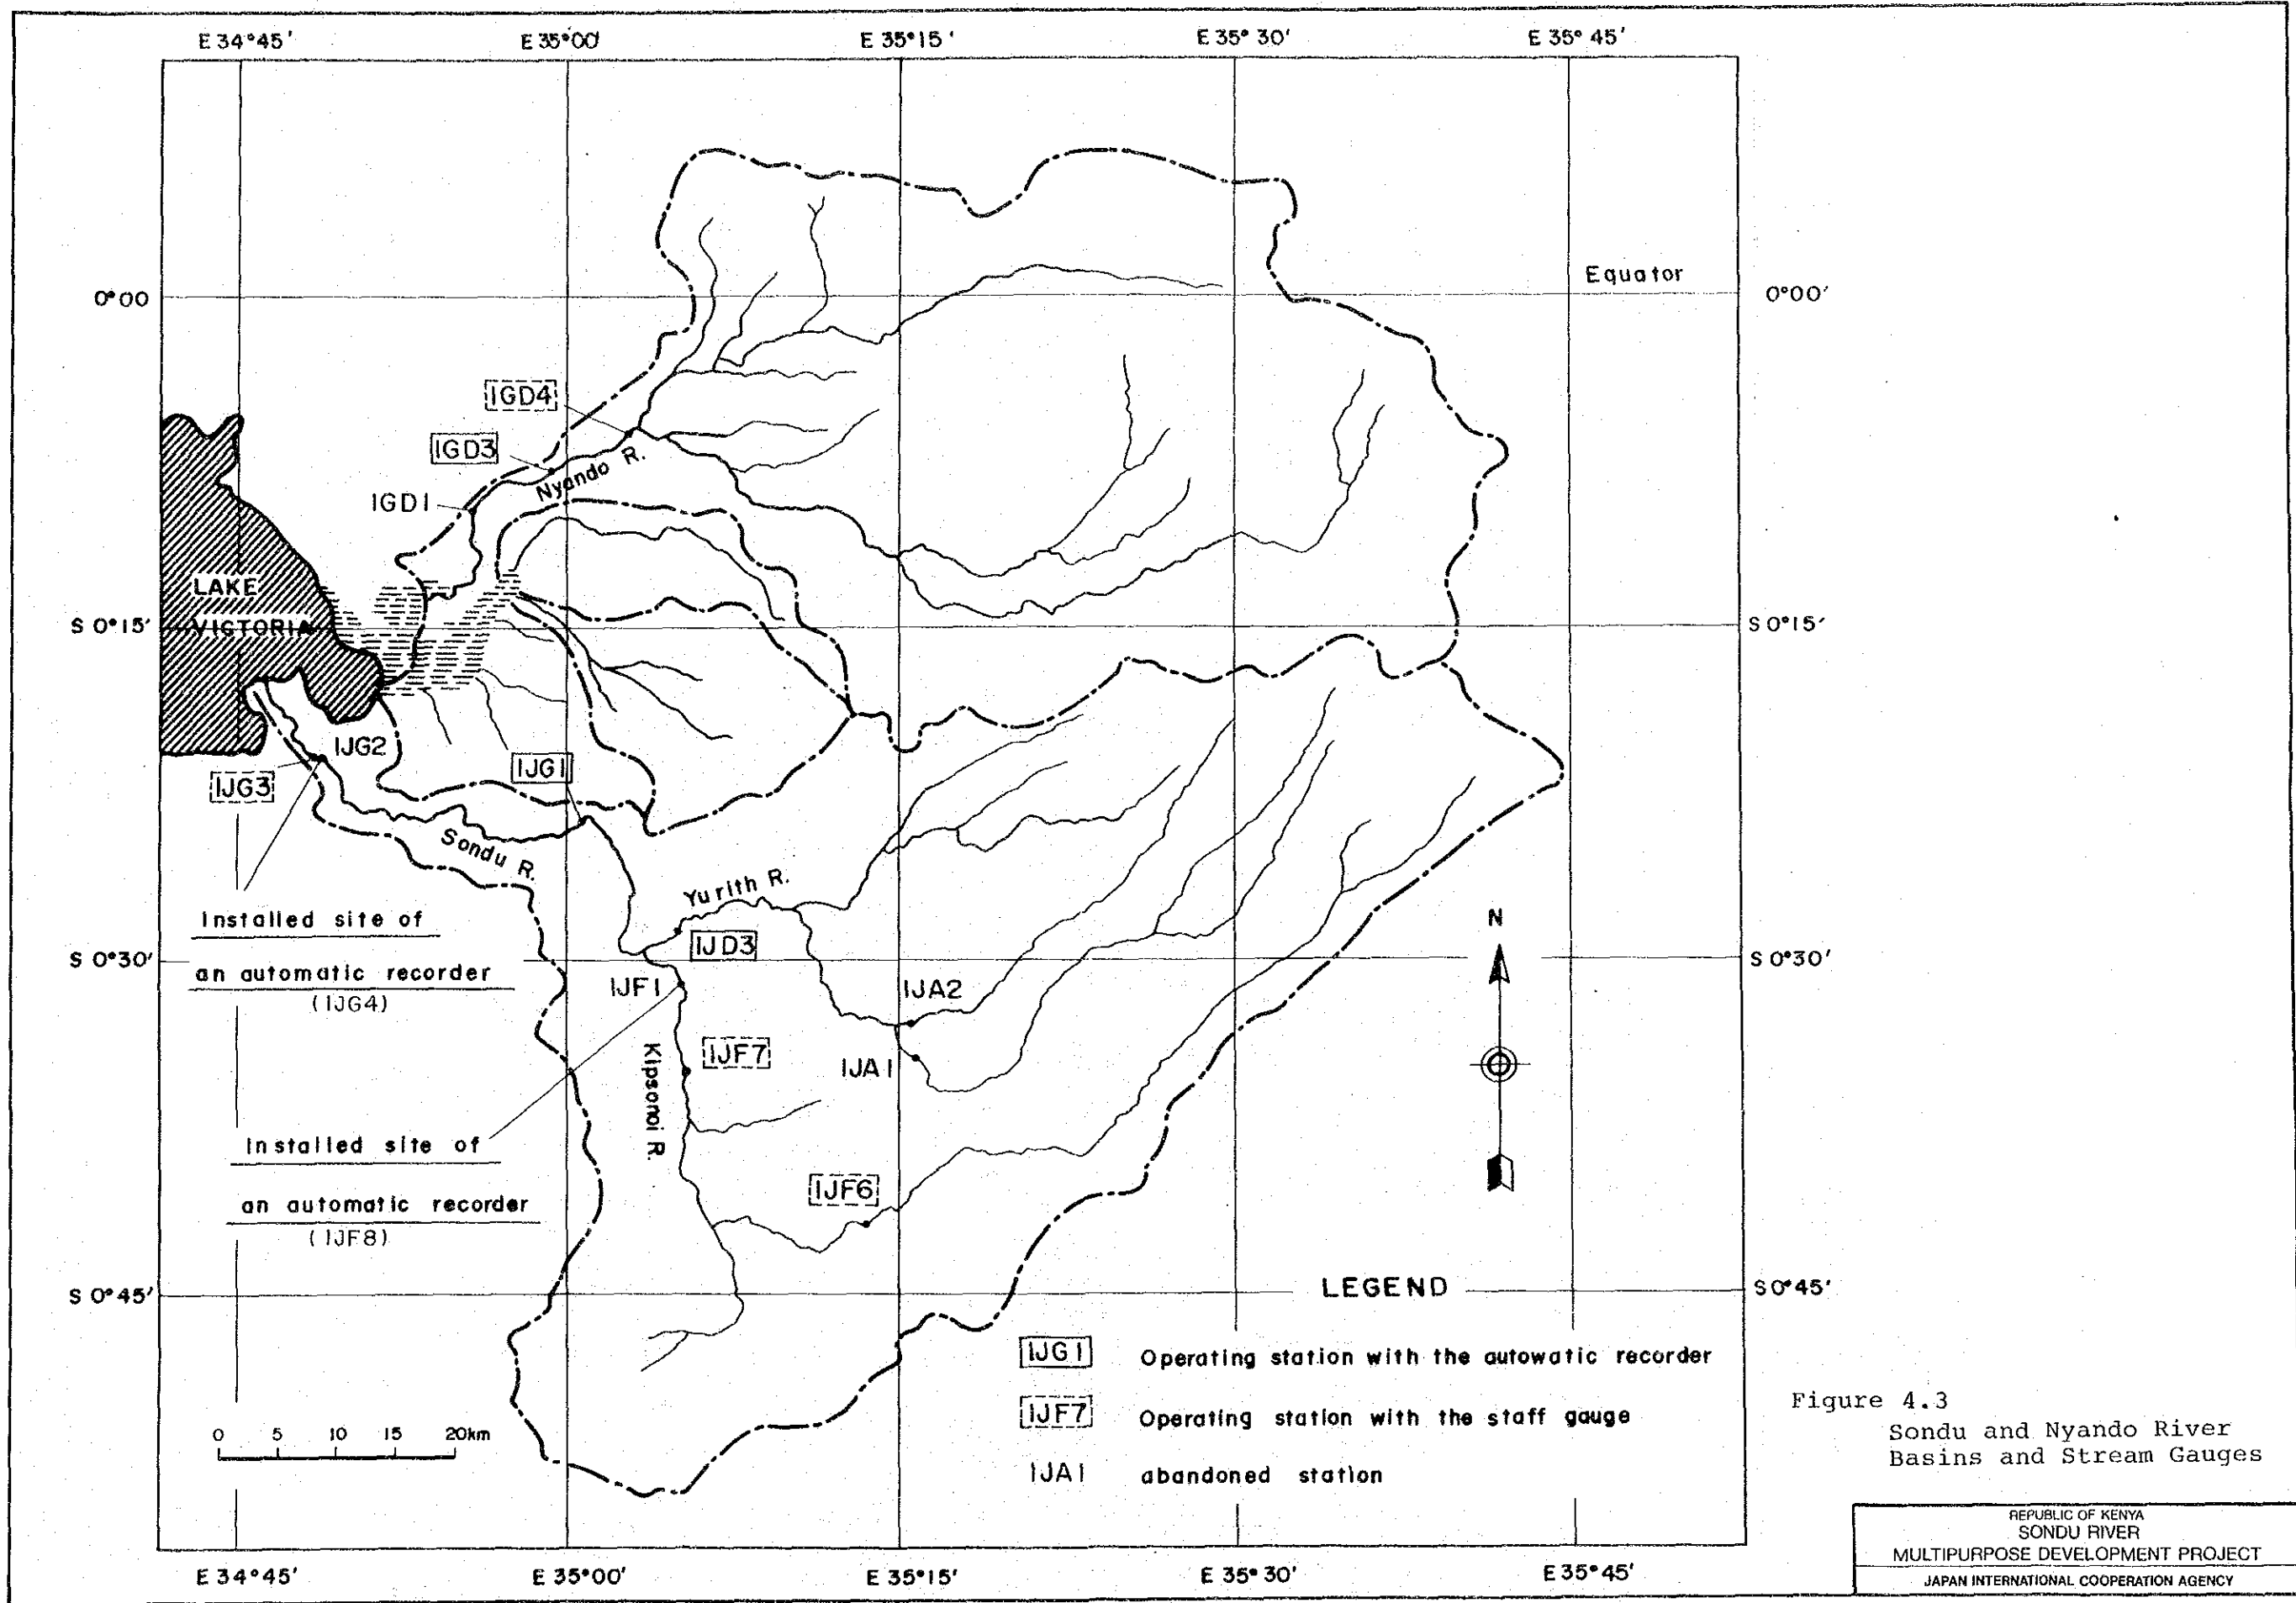 E 34°45'
E 35°00'
E 35°15'
E 35°30'
E 35°45'
Equator
0°00
0°00'
IGD4
IGD3
Nyando R.
IGD1
LAKE
VICTORIA
S 0°15'
S 0°15'
IJG2
IJG1
IJG3
Sondu R.
Yurith R.
Installed site of
an automatic recorder
(IJG4)
IJD3
N
S 0°30'
S 0°30'
IJF1
IJA2
IJF7
IJA1
Kipsonoi R.
Installed site of
an automatic recorder
(IJF8)
IJF6
S 0°45'
S 0°45'
LEGEND
IJG1 Operating station with the autowatic recorder
IJF7 Operating station with the staff gauge
IJA1 abandoned station
0 5 10 15 20km
E 34°45'
E 35°00'
E 35°15'
E 35°30'
E 35°45'
Figure 4.3
Sondu and Nyando River
Basins and Stream Gauges
REPUBLIC OF KENYA
SONDU RIVER
MULTIPURPOSE DEVELOPMENT PROJECT
JAPAN INTERNATIONAL COOPERATION AGENCY